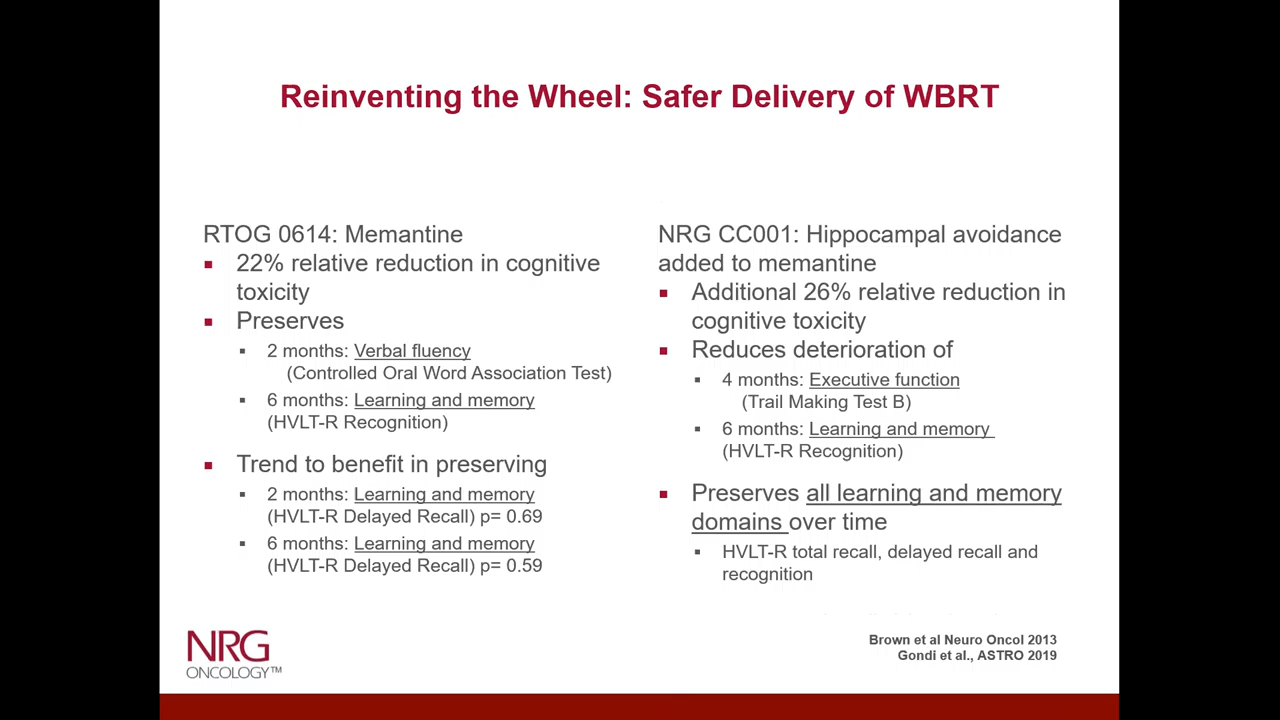 Reinventing the Wheel: Safer Delivery of WBRT
RTOG 0614: Memantine
22% relative reduction in cognitive
toxicity
Preserves
2 months: Verbal fluency
(Controlled Oral Word Association Test)
6 months: Learning and memory
(HVLT-R Recognition)
Trend to benefit in preserving
2 months: Learning and memory
(HVLT-R Delayed Recall) p= 0.69
6 months: Learning and memory
(HVLT-R Delayed Recall) p= 0.59
NRG CC001: Hippocampal avoidance
added to memantine
Additional 26% relative reduction in
cognitive toxicity
Reduces deterioration of
4 months: Executive function
(Trail Making Test B)
6 months: Learning and memory
(HVLT-R Recognition)
Preserves all learning and memory
domains over time
HVLT-R total recall, delayed recall and
recognition
NRG
ONCOLOGY™
Brown et al Neuro Oncol 2013
Gondi et al., ASTRO 2019